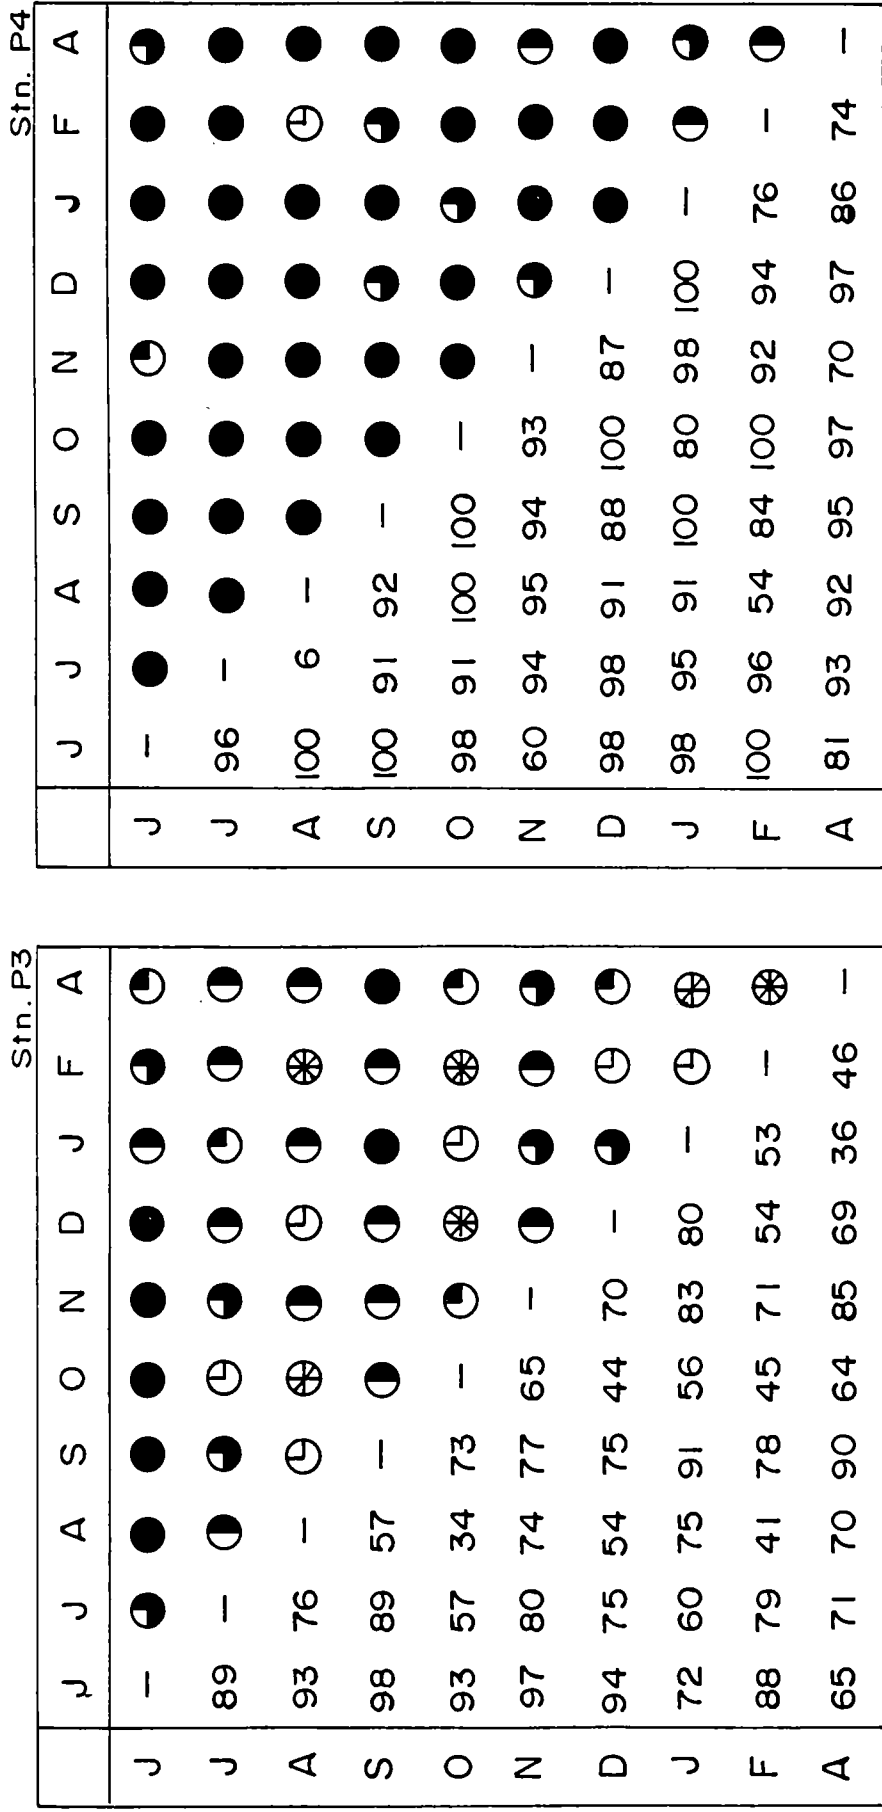 Stn. P3
J J A S O N D J F A
J —
J 89 —
A 93 76 —
S 98 89 57 —
O 93 57 34 73 —
N 97 80 74 77 65 —
D 94 75 54 75 44 70 —
J 72 60 75 91 56 83 80 —
F 88 79 41 78 45 71 54 53 —
A 65 71 70 90 64 85 69 36 46 —
Stn. P4
J J A S O N D J F A
J —
J 96 —
A 100 6 —
S 100 91 92 —
O 98 91 100 100 —
N 60 94 95 94 93 —
D 98 98 91 88 100 87 —
J 98 95 91 100 80 98 100 —
F 100 96 54 84 100 92 94 76 —
A 81 93 92 95 97 70 97 86 74 —